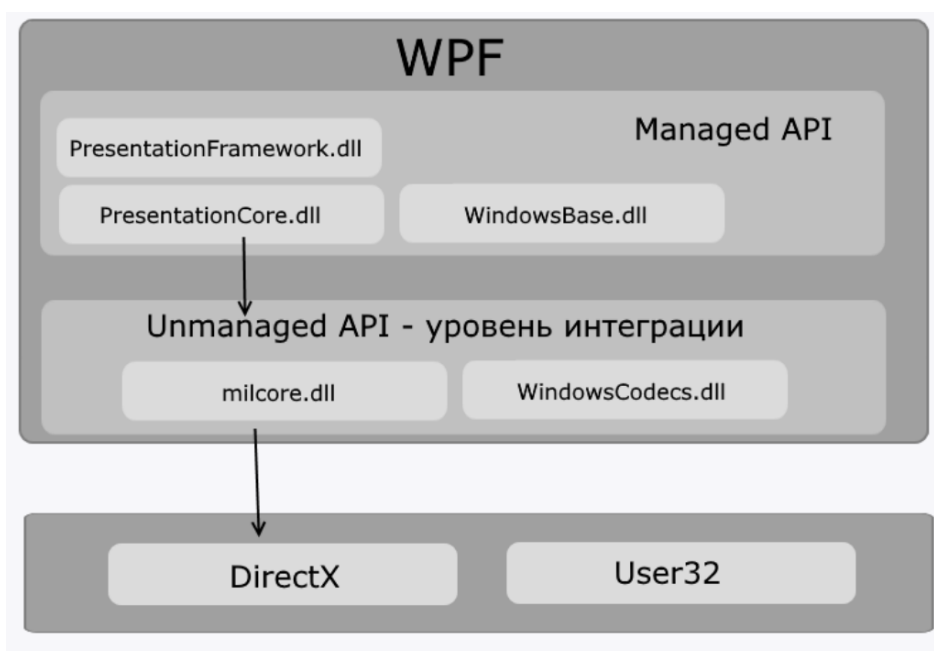 WPF
Managed API
PresentationFramework.dll
PresentationCore.dll
WindowsBase.dll
Unmanaged API - уровень интеграции
milcore.dll
WindowsCodecs.dll
DirectX
User32